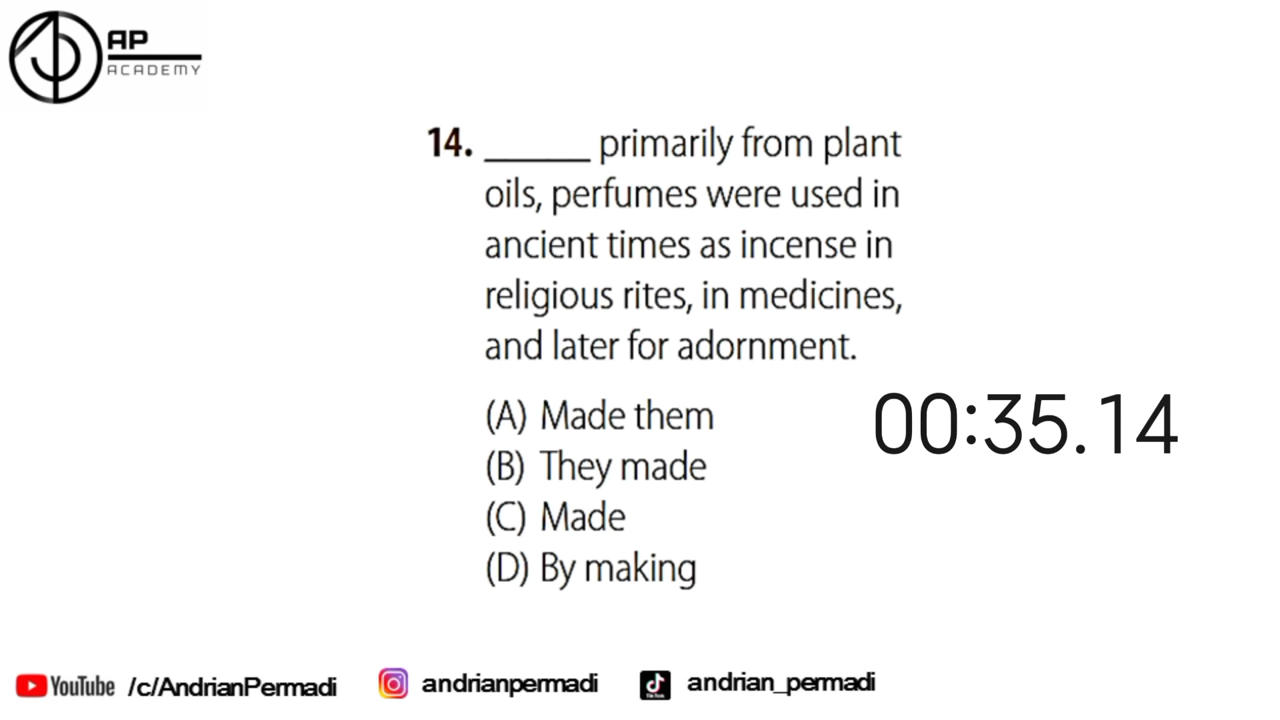 AP
ACADEMY
14. ______ primarily from plant
oils, perfumes were used in
ancient times as incense in
religious rites, in medicines,
and later for adornment.
(A) Made them
(B) They made
(C) Made
(D) By making
00:35.14
YouTube /c/AndrianPermadi
andrianpermadi
andrian_permadi